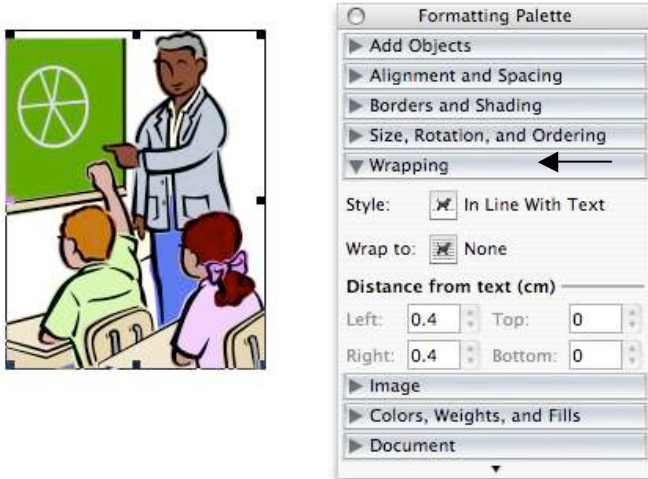 Formatting Palette
Add Objects
Alignment and Spacing
Borders and Shading
Size, Rotation, and Ordering
Wrapping
Style: In Line With Text
Wrap to: None
Distance from text (cm)
Left: 0.4 Top: 0
Right: 0.4 Bottom: 0
Image
Colors, Weights, and Fills
Document